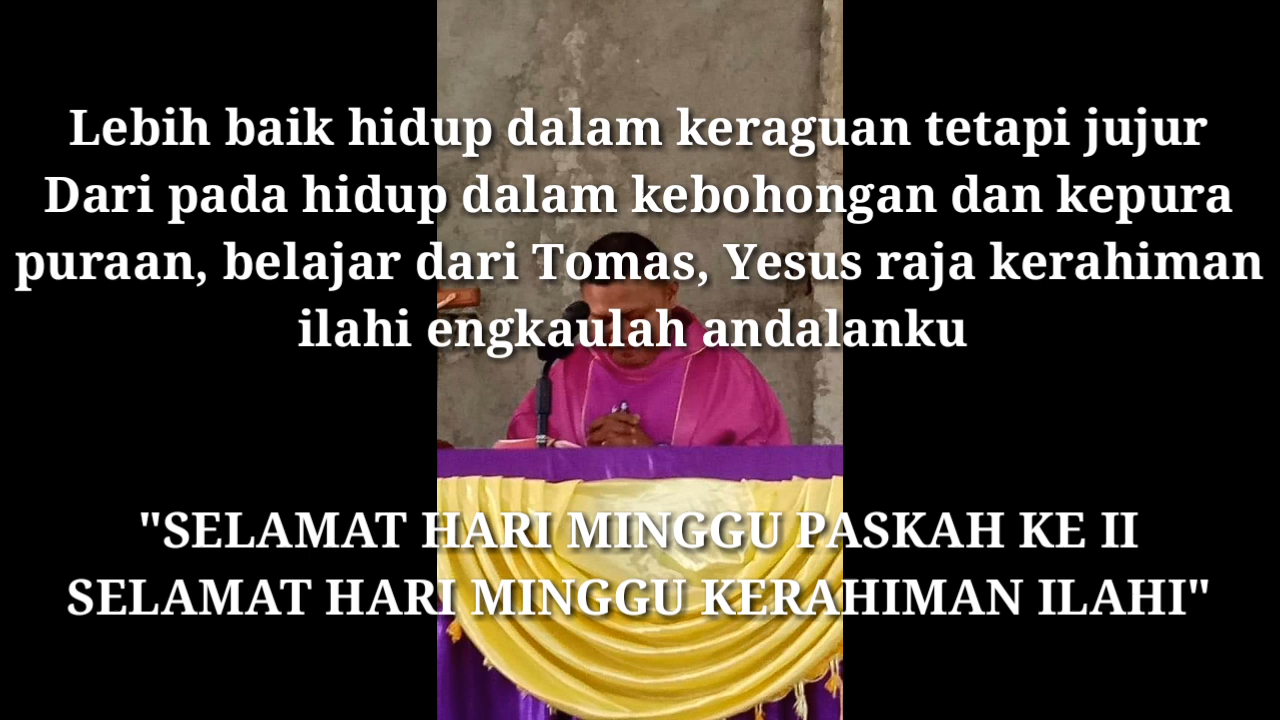 Lebih baik hidup dalam keraguan tetapi jujur
Dari pada hidup dalam kebohongan dan kepura
puraan, belajar dari Tomas, Yesus raja kerahiman
ilahi engkaulah andalanku
"SELAMAT HARI MINGGU PASKAH KE II
SELAMAT HARI MINGGU KERAHIMAN ILAHI"